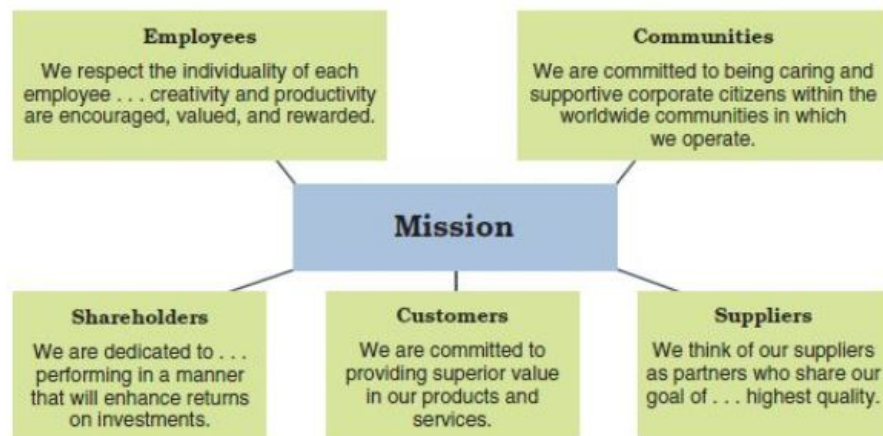 Employees
We respect the individuality of each
employee . . . creativity and productivity
are encouraged, valued, and rewarded.
Communities
We are committed to being caring and
supportive corporate citizens within the
worldwide communities in which
we operate.
Mission
Shareholders
We are dedicated to . . .
performing in a manner
that will enhance returns
on investments.
Customers
We are committed to
providing superior value
in our products and
services.
Suppliers
We think of our suppliers
as partners who share our
goal of . . . highest quality.